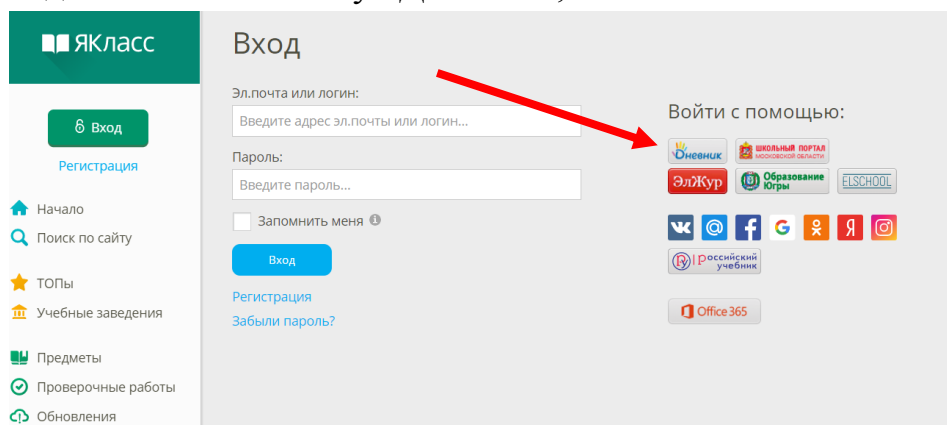 ЯКласс
Вход
Регистрация
Начало
Поиск по сайту
ТОПы
Учебные заведения
Предметы
Проверочные работы
Обновления
Вход
Эл.почта или логин:
Введите адрес эл.почты или логин...
Пароль:
Введите пароль...
Запомнить меня
Вход
Регистрация
Забыли пароль?
Войти с помощью:
Дневник
ШКОЛЬНЫЙ ПОРТАЛ
МОСКОВСКОЙ ОБЛАСТИ
ЭлЖур
Образование
Югры
ELSCHOOL
Российский
учебник
Office 365